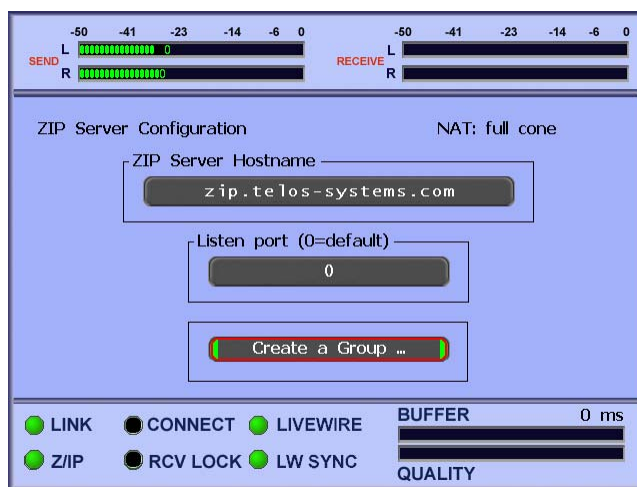 -50 -41 -23 -14 -6 0 -50 -41 -23 -14 -6 0
SEND L RECEIVE L
R R
ZIP Server Configuration NAT: full cone
ZIP Server Hostname
zip.telos-systems.com
Listen port (0=default)
0
Create a Group ...
LINK CONNECT LIVEWIRE BUFFER 0 ms
Z/IP RCV LOCK LW SYNC
QUALITY